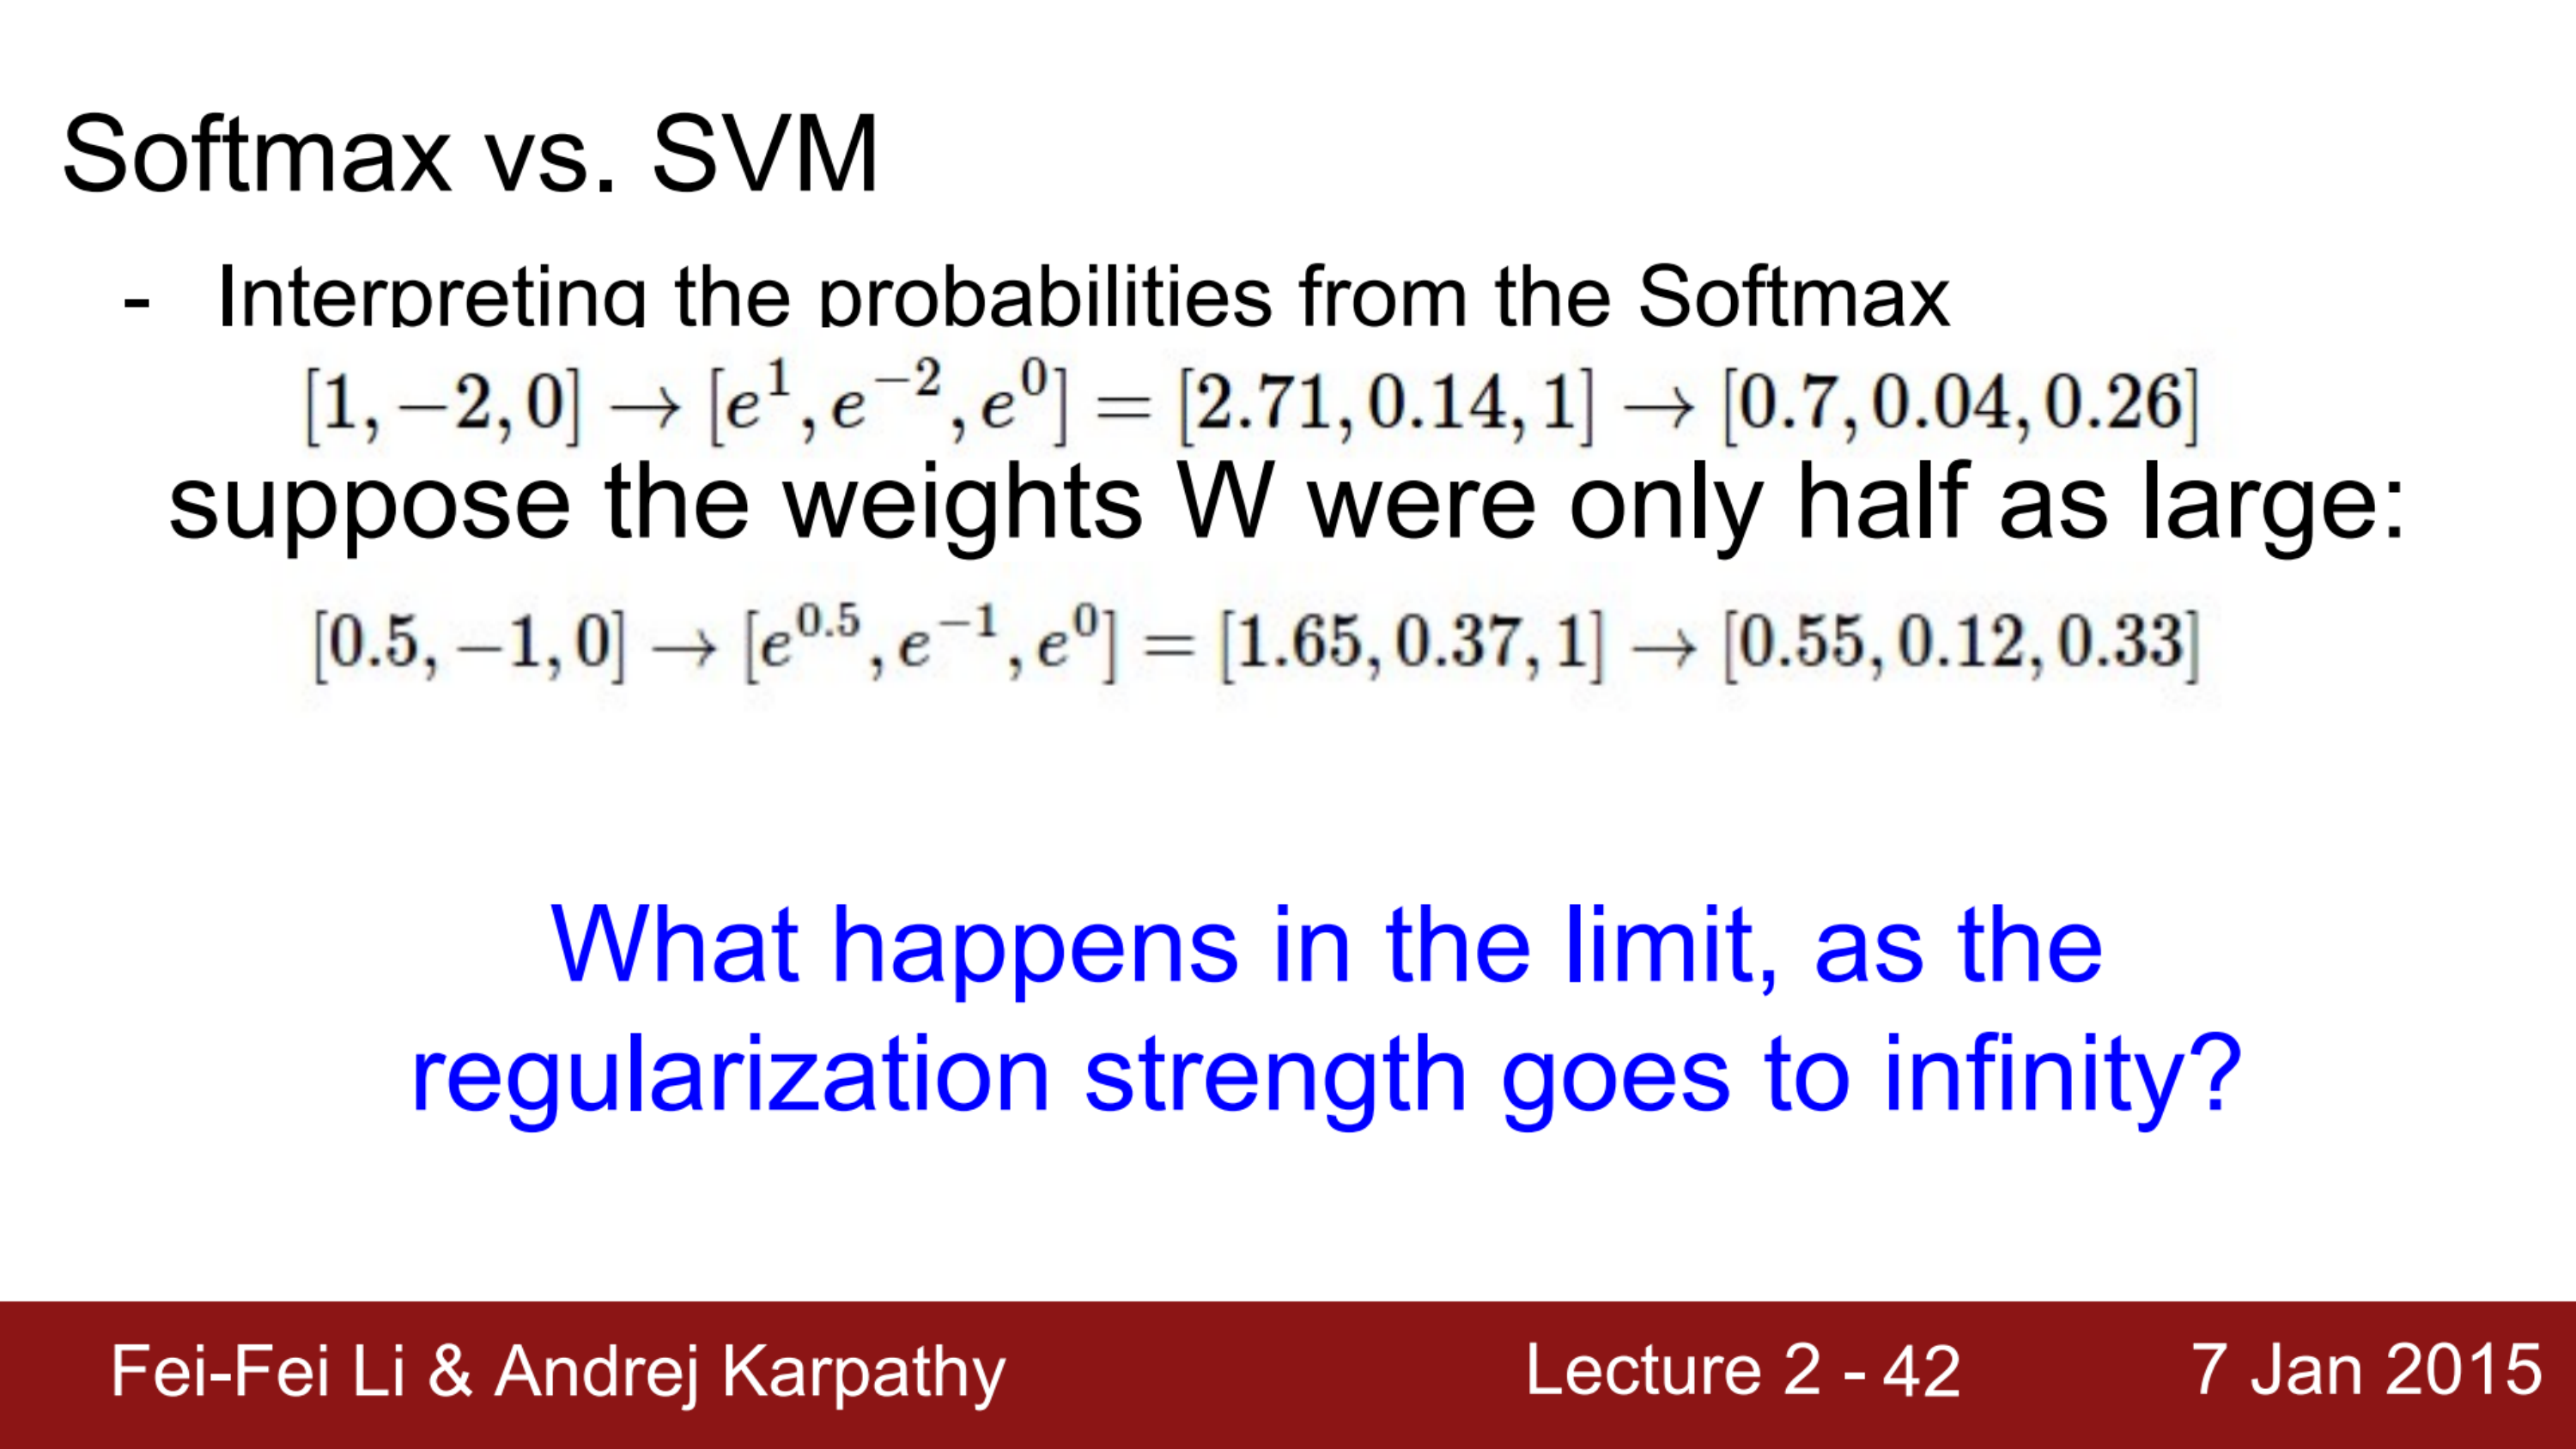 Softmax vs. SVM
- Interpreting the probabilities from the Softmax
[1, −2, 0] → [e^1, e^−2, e^0] = [2.71, 0.14, 1] → [0.7, 0.04, 0.26]
suppose the weights W were only half as large:
[0.5, −1, 0] → [e^0.5, e^−1, e^0] = [1.65, 0.37, 1] → [0.55, 0.12, 0.33]
What happens in the limit, as the
regularization strength goes to infinity?
Fei-Fei Li & Andrej Karpathy Lecture 2 - 42 7 Jan 2015